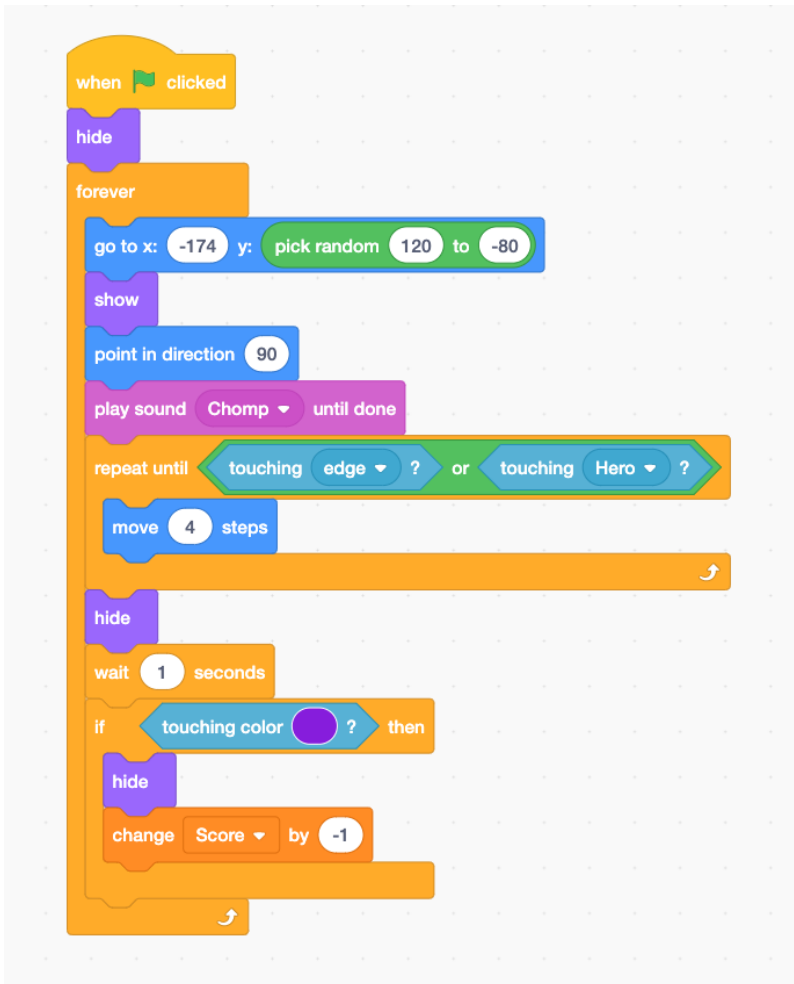 when clicked
hide
forever
go to x: -174 y: pick random 120 to -80
show
point in direction 90
play sound Chomp until done
repeat until touching edge ? or touching Hero ?
move 4 steps
hide
wait 1 seconds
if touching color ? then
hide
change Score by -1